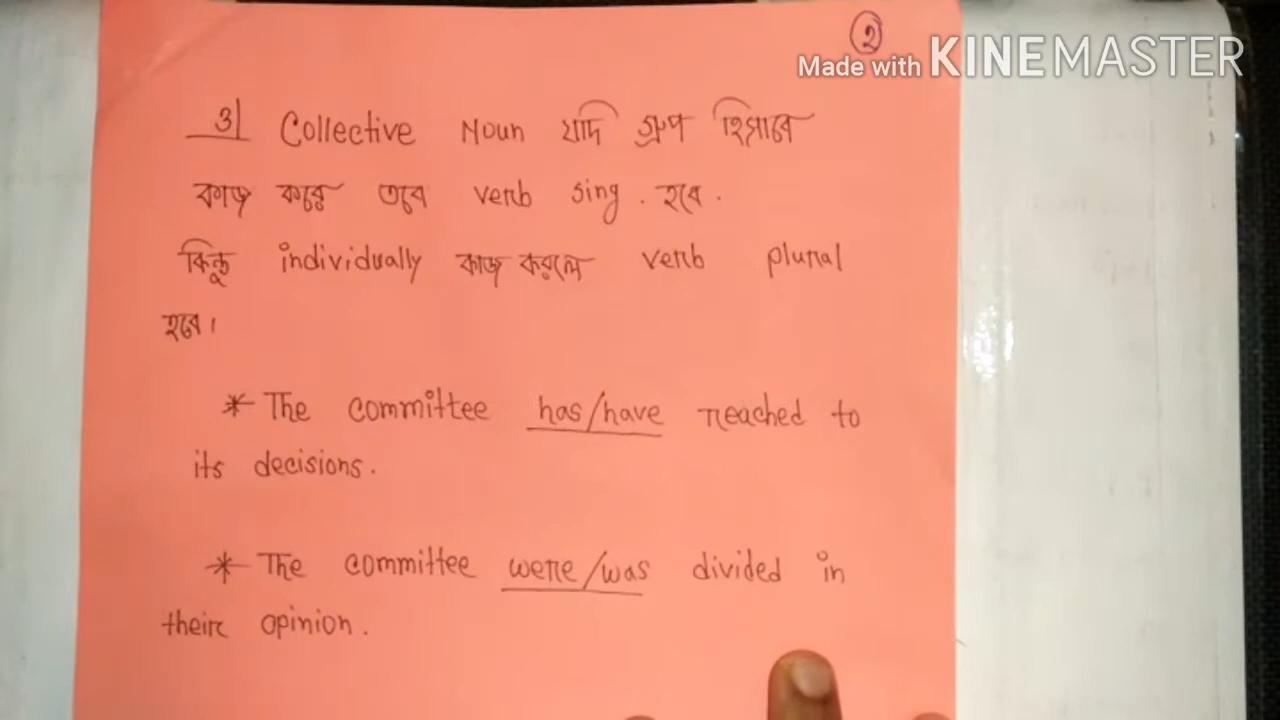 ২
Made with KINEMASTER
৩| Collective Noun যদি গ্রুপ হিসাবে
কাজ করে তবে verb sing. হবে.
কিন্তু individually কাজ করলে verb plural
হবে।
* The committee has/have reached to
its decisions.
* The committee were/was divided in
their opinion.